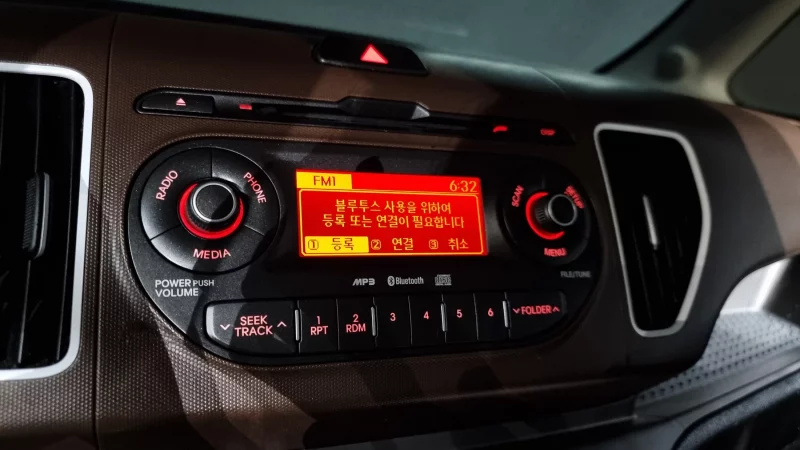 FM1 6:32
블루투스 사용을 위하여
등록 또는 연결이 필요합니다
① 등록 ② 연결 ③ 취소
RADIO
PHONE
MEDIA
POWER PUSH
VOLUME
SCAN
SETUP
MENU
FILE/TUNE
DISP
MP3 Bluetooth
SEEK
TRACK
1
RPT
2
RDM
3
4
5
6
FOLDER